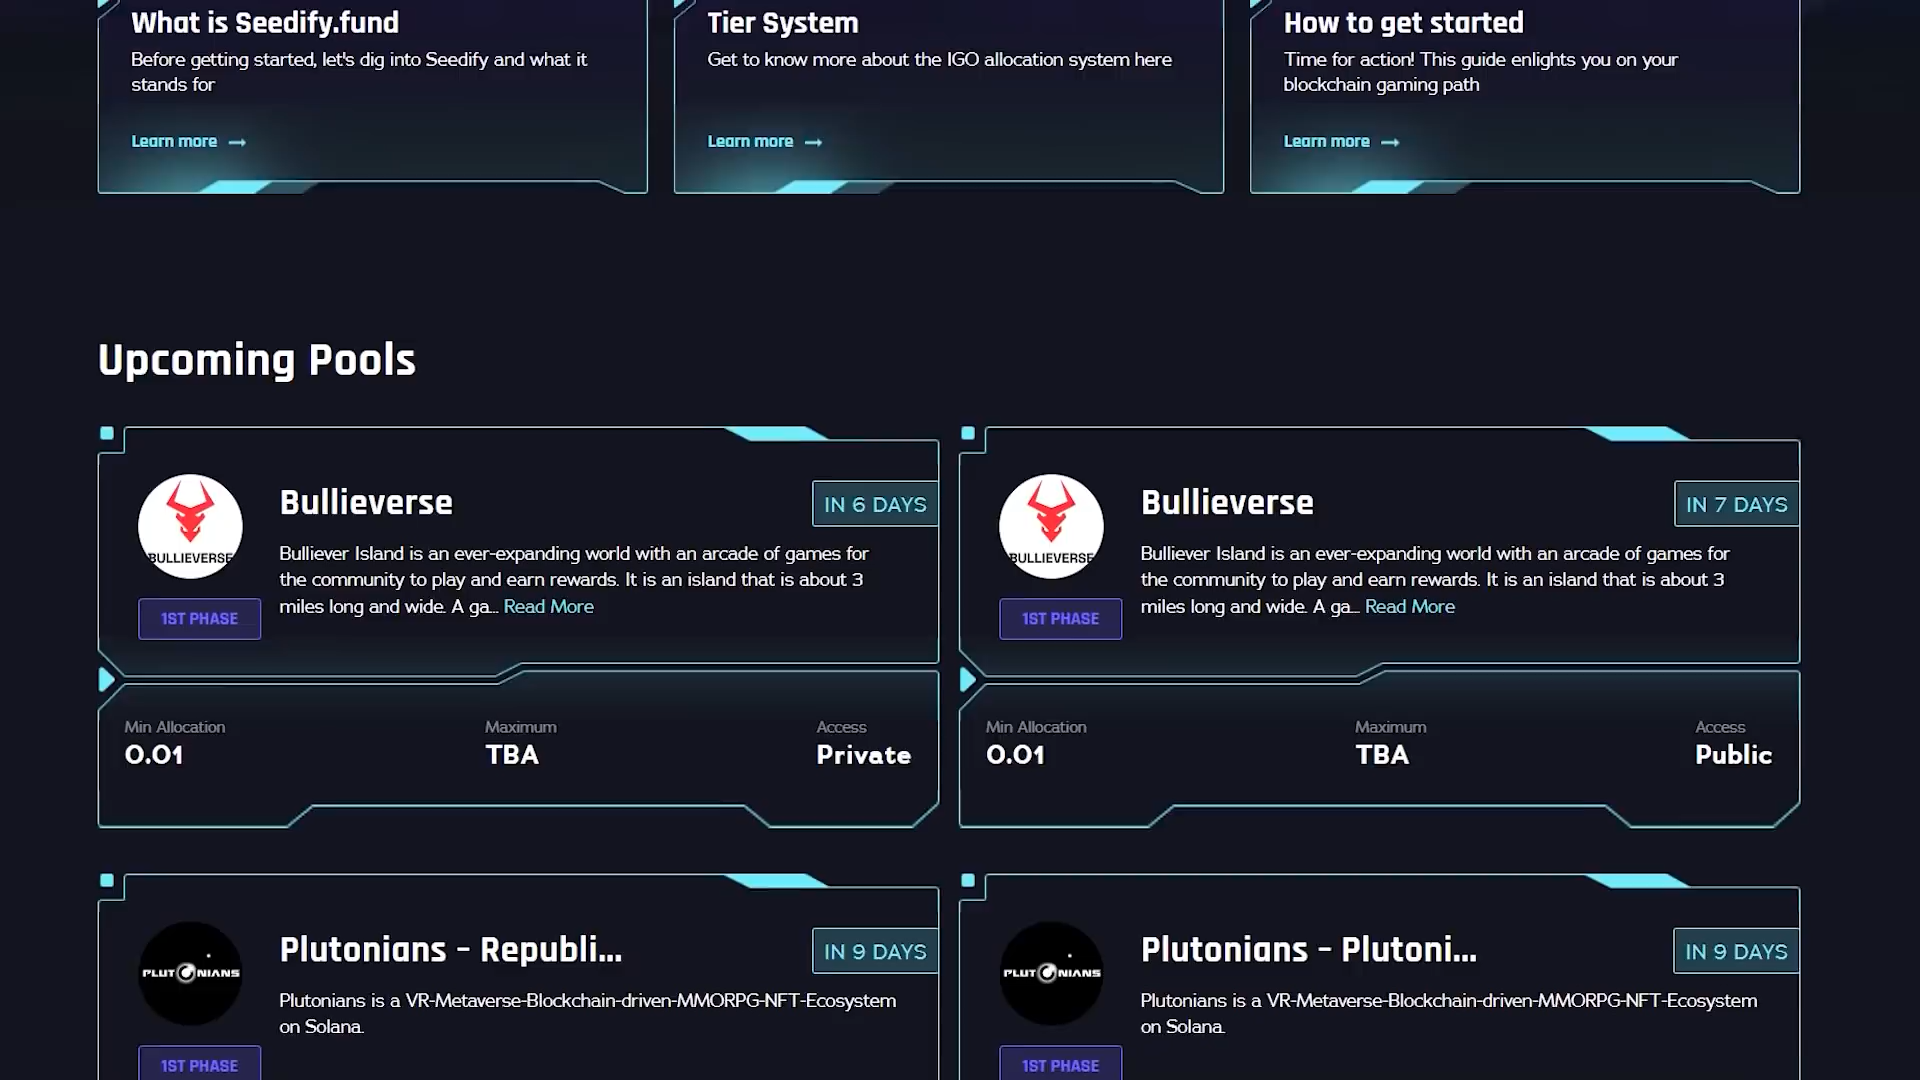 What is Seedify.fund
Before getting started, let's dig into Seedify and what it
stands for
Learn more
Tier System
Get to know more about the IGO allocation system here
Learn more
How to get started
Time for action! This guide enlights you on your
blockchain gaming path
Learn more
Upcoming Pools
BULLIEVERSE
Bullieverse
IN 6 DAYS
Bulliever Island is an ever-expanding world with an arcade of games for
the community to play and earn rewards. It is an island that is about 3
miles long and wide. A ga... Read More
1ST PHASE
Min Allocation
0.01
Maximum
TBA
Access
Private
BULLIEVERSE
Bullieverse
IN 7 DAYS
Bulliever Island is an ever-expanding world with an arcade of games for
the community to play and earn rewards. It is an island that is about 3
miles long and wide. A ga... Read More
1ST PHASE
Min Allocation
0.01
Maximum
TBA
Access
Public
PLUTONIANS
Plutonians - Republi...
IN 9 DAYS
Plutonians is a VR-Metaverse-Blockchain-driven-MMORPG-NFT-Ecosystem
on Solana.
1ST PHASE
PLUTONIANS
Plutonians - Plutoni...
IN 9 DAYS
Plutonians is a VR-Metaverse-Blockchain-driven-MMORPG-NFT-Ecosystem
on Solana.
1ST PHASE